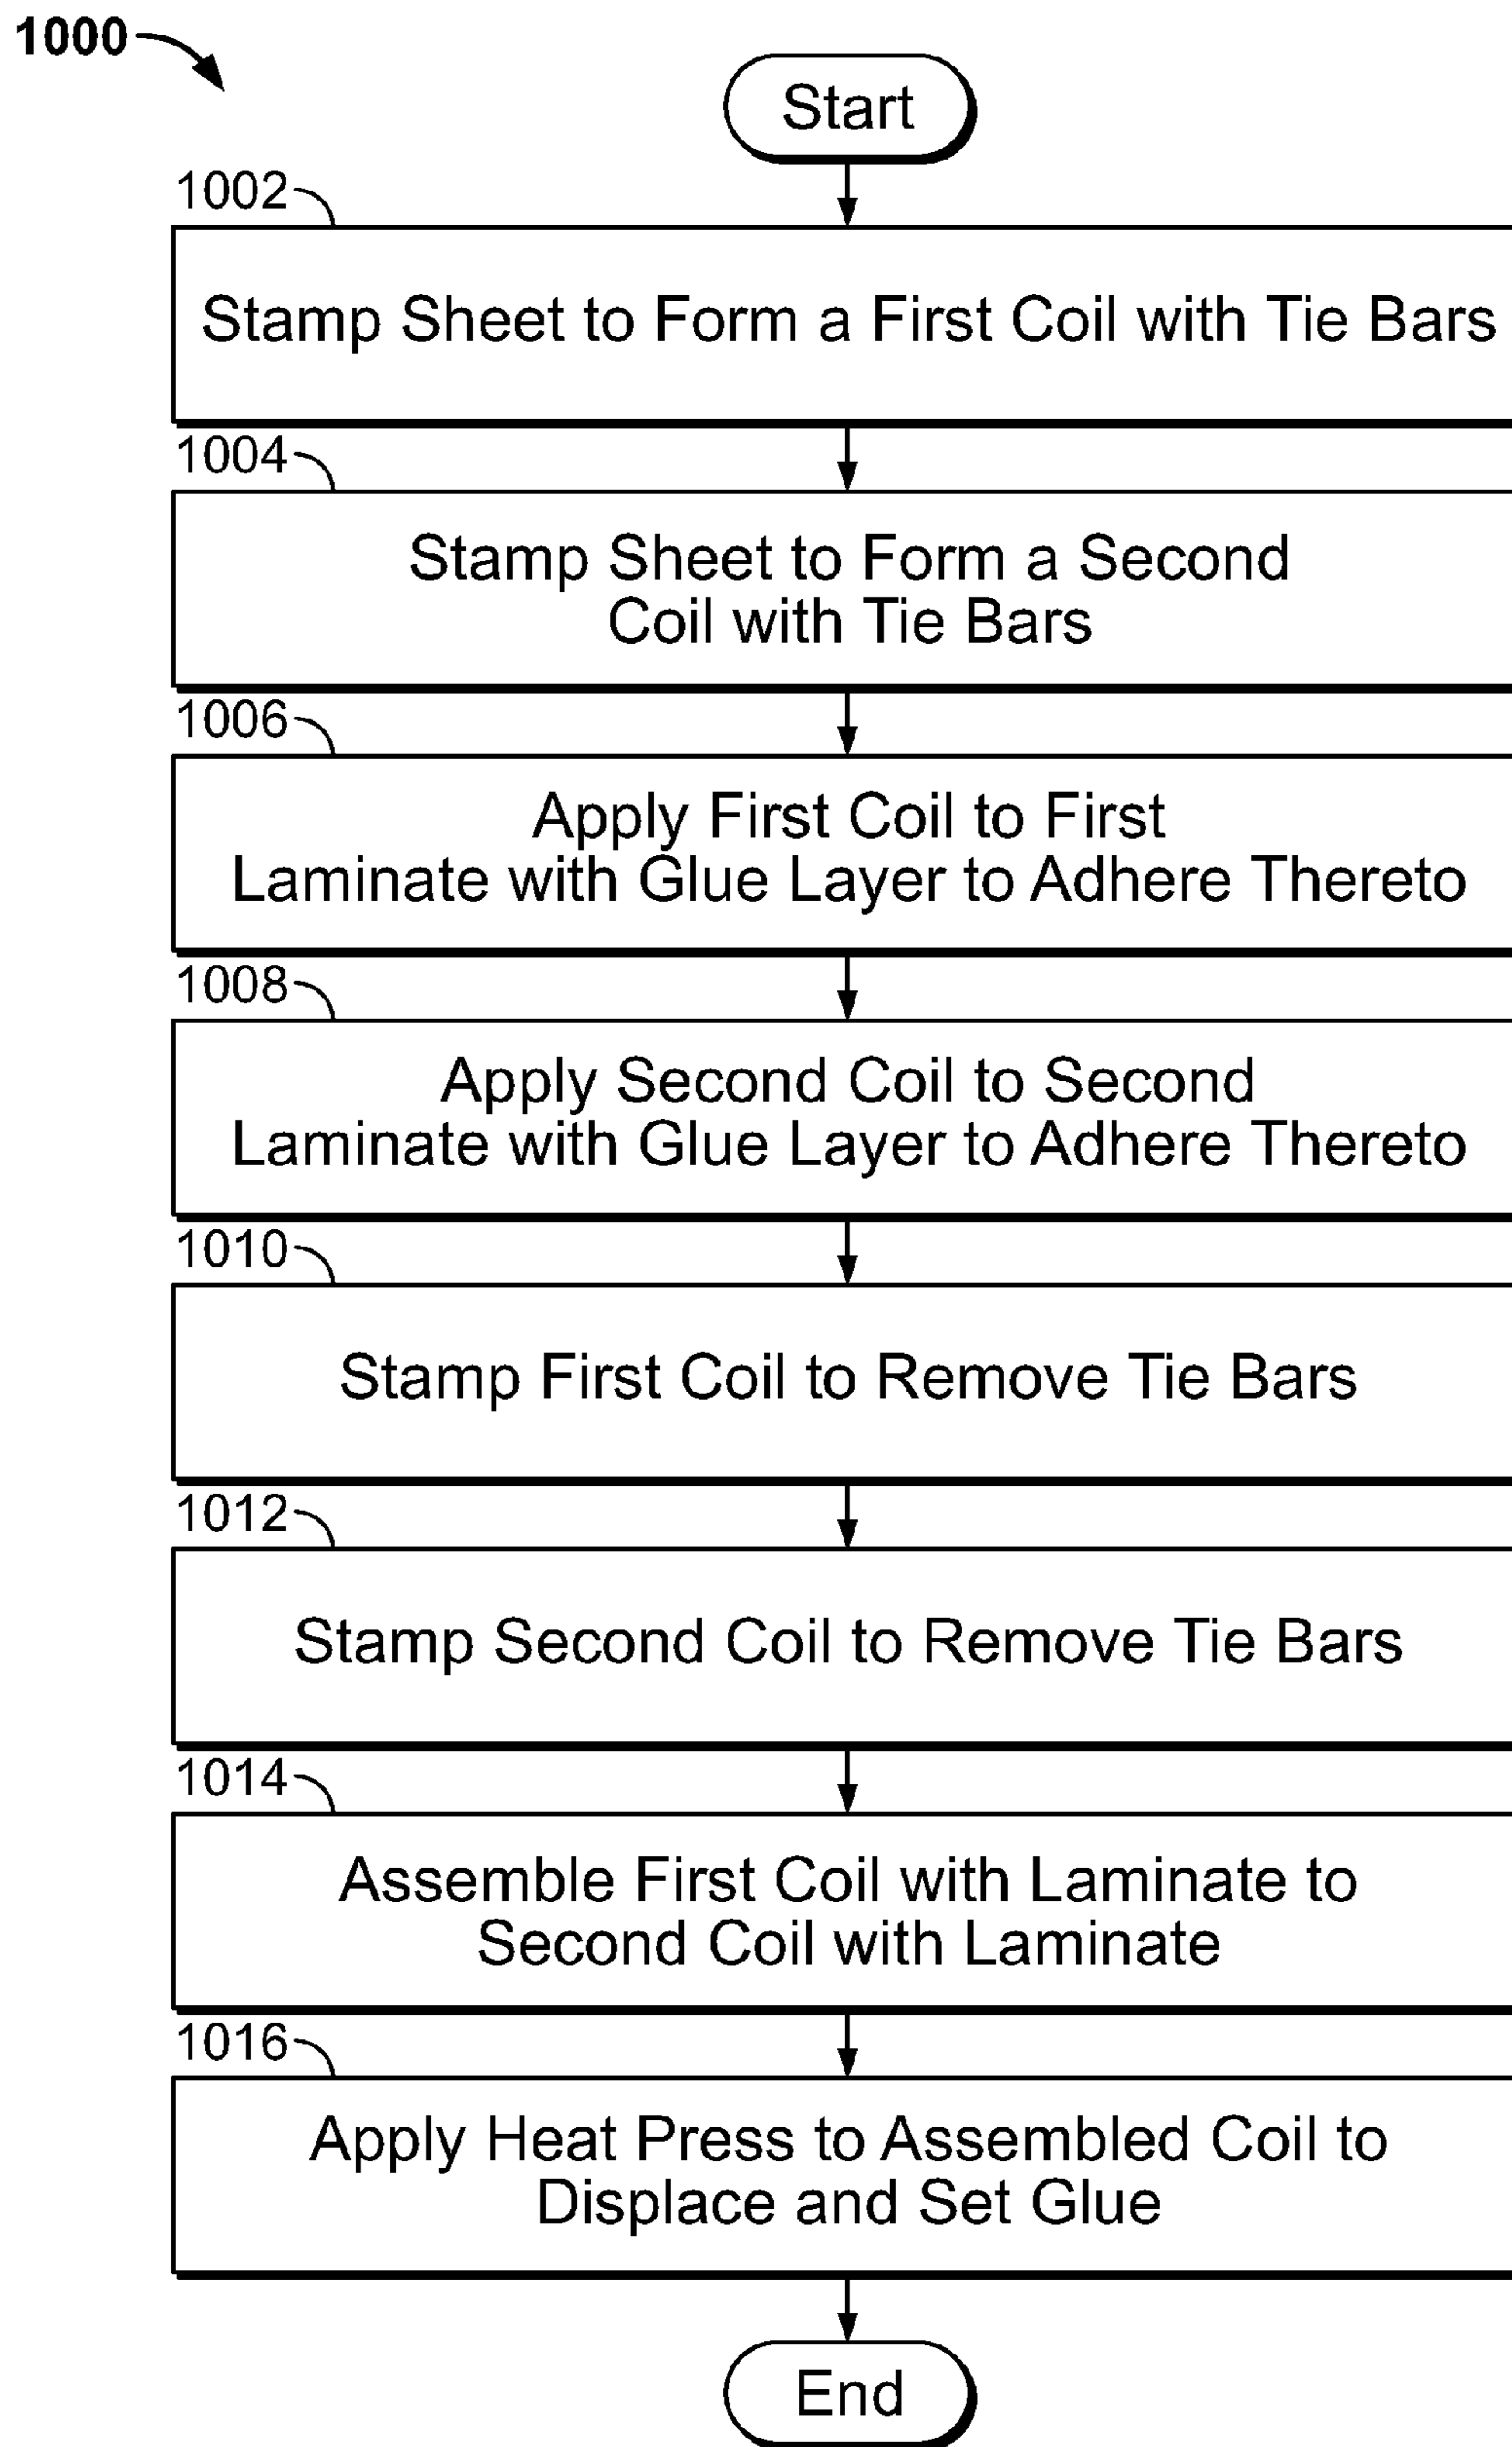 1000
Start
1002
Stamp Sheet to Form a First Coil with Tie Bars
1004
Stamp Sheet to Form a Second
Coil with Tie Bars
1006
Apply First Coil to First
Laminate with Glue Layer to Adhere Thereto
1008
Apply Second Coil to Second
Laminate with Glue Layer to Adhere Thereto
1010
Stamp First Coil to Remove Tie Bars
1012
Stamp Second Coil to Remove Tie Bars
1014
Assemble First Coil with Laminate to
Second Coil with Laminate
1016
Apply Heat Press to Assembled Coil to
Displace and Set Glue
End